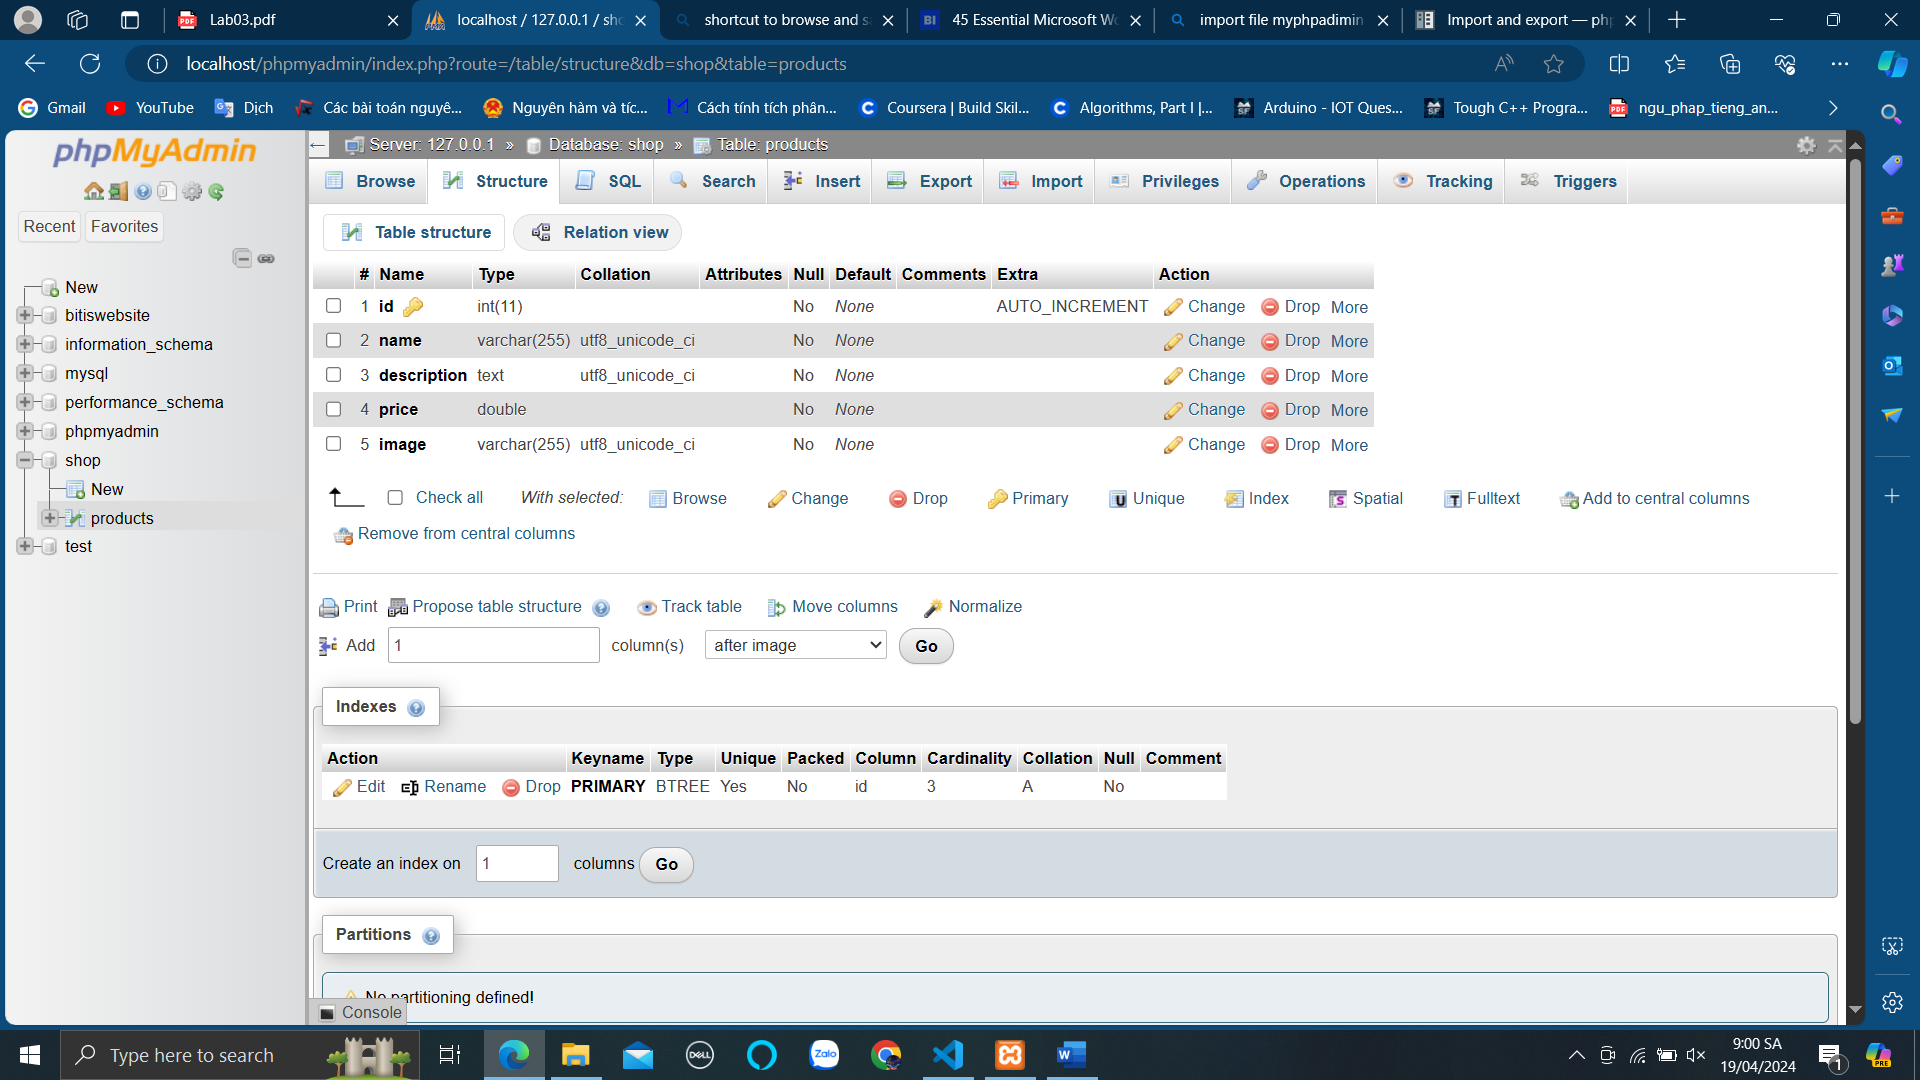 Lab03.pdf
localhost / 127.0.0.1 / sho
shortcut to browse and s
45 Essential Microsoft Wo
import file myphpadimin
Import and export — php
localhost/phpmyadmin/index.php?route=/table/structure&db=shop&table=products
Gmail YouTube Dịch Các bài toán nguyê... Nguyên hàm và tíc... Cách tính tích phân... Coursera | Build Skil... Algorithms, Part I |... Arduino - IOT Ques... Tough C++ Progra... ngu_phap_tieng_an...
phpMyAdmin
Recent Favorites
New
bitiswebsite
information_schema
mysql
performance_schema
phpmyadmin
shop
New
products
test
Server: 127.0.0.1 » Database: shop » Table: products
Browse Structure SQL Search Insert Export Import Privileges Operations Tracking Triggers
Table structure Relation view
# Name Type Collation Attributes Null Default Comments Extra Action
1 id int(11) No None AUTO_INCREMENT Change Drop More
2 name varchar(255) utf8_unicode_ci No None Change Drop More
3 description text utf8_unicode_ci No None Change Drop More
4 price double No None Change Drop More
5 image varchar(255) utf8_unicode_ci No None Change Drop More
Check all With selected: Browse Change Drop Primary Unique Index Spatial Fulltext Add to central columns
Remove from central columns
Print Propose table structure Track table Move columns Normalize
Add 1 column(s) after image Go
Indexes
Action Keyname Type Unique Packed Column Cardinality Collation Null Comment
Edit Rename Drop PRIMARY BTREE Yes No id 3 A No
Create an index on 1 columns Go
Partitions
No partitioning defined!
Console
Type here to search
DELL
Zalo
9:00 SA
19/04/2024
1
PRE